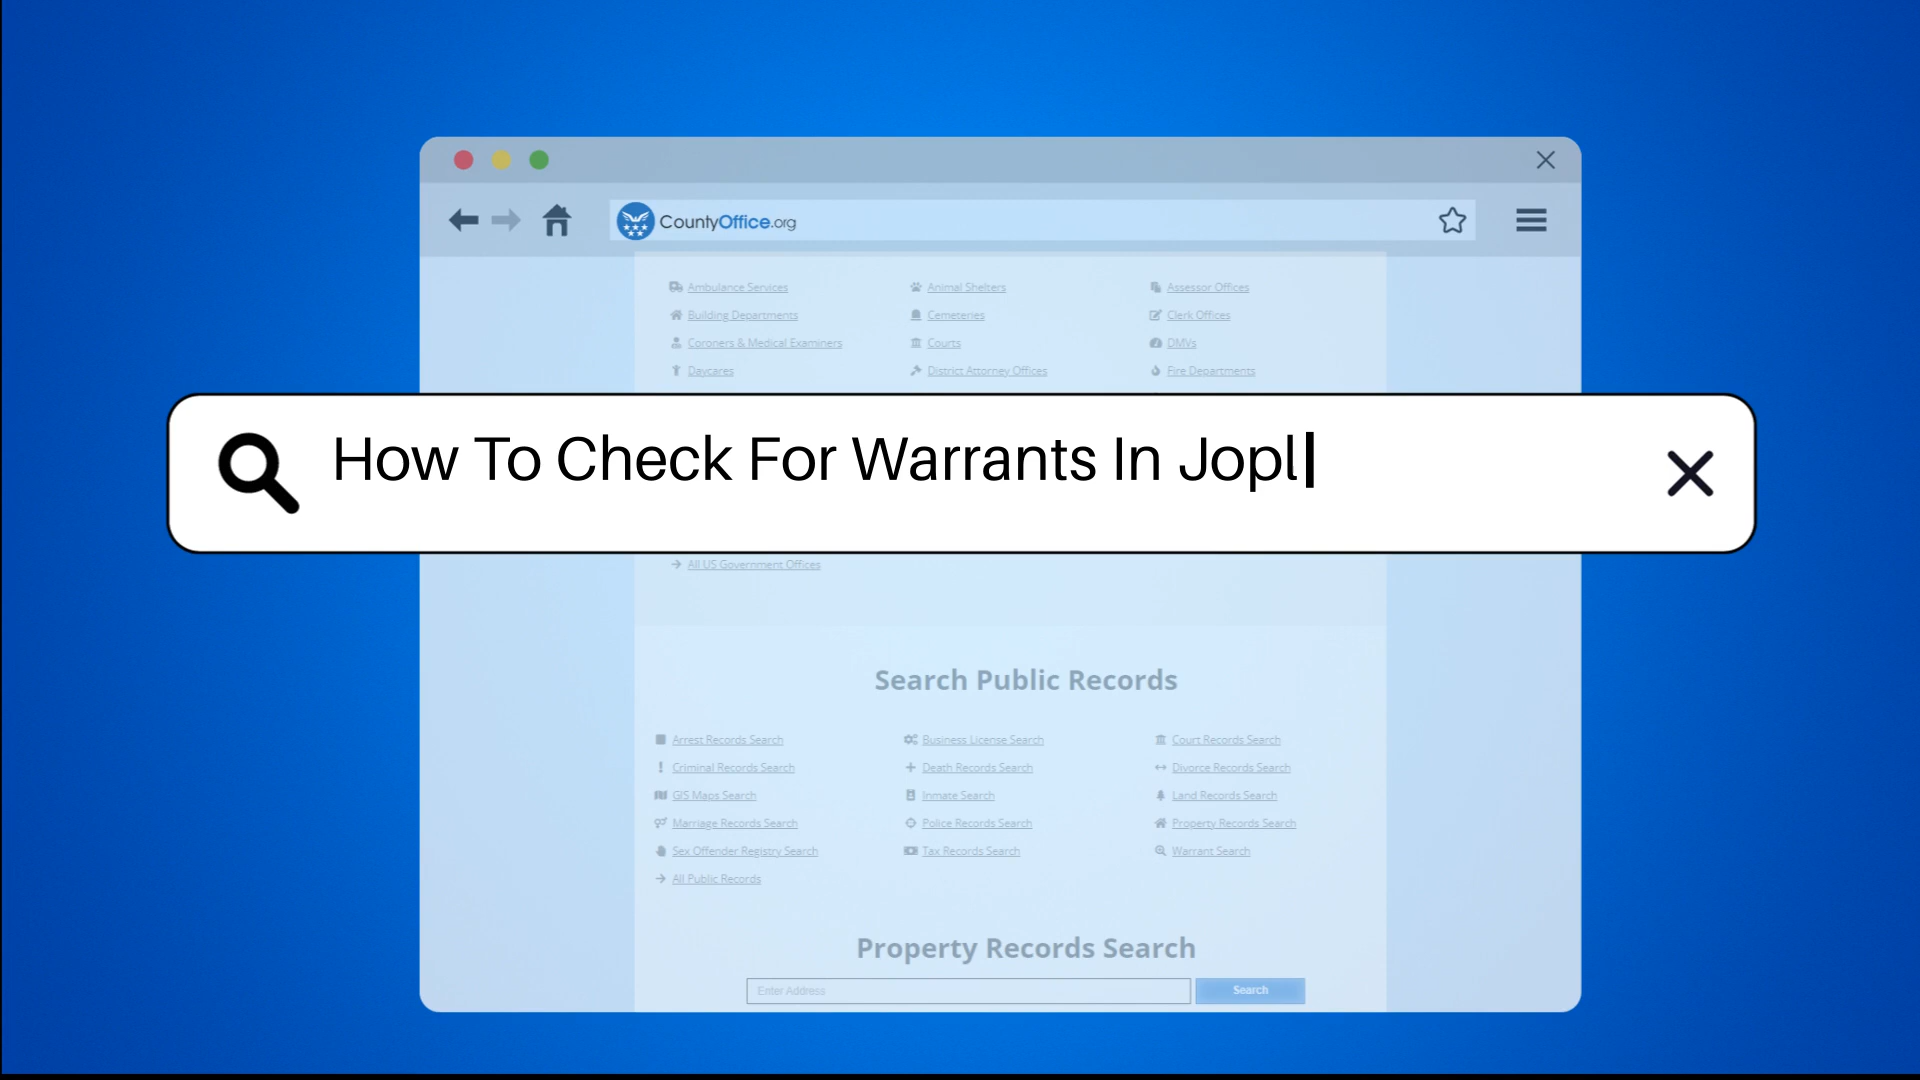 CountyOffice.org
Ambulance Services Animal Shelters Assessor Offices
Building Departments Cemeteries Clerk Offices
Coroners & Medical Examiners Courts DMVs
Daycares District Attorney Offices Fire Departments
How To Check For Warrants In Jopl
All US Government Offices
Search Public Records
Arrest Records Search Business License Search Court Records Search
Criminal Records Search Death Records Search Divorce Records Search
GIS Maps Search Inmate Search Land Records Search
Marriage Records Search Police Records Search Property Records Search
Sex Offender Registry Search Tax Records Search Warrant Search
All Public Records
Property Records Search
Enter Address Search